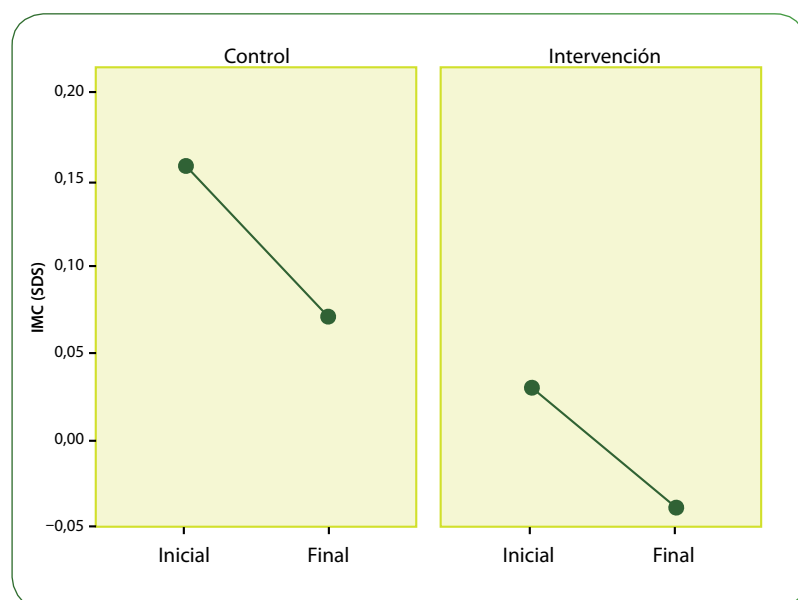 Control
Intervención
0,20
0,15
0,10
0,05
0,00
−0,05
IMC (SDS)
Inicial
Final
Inicial
Final